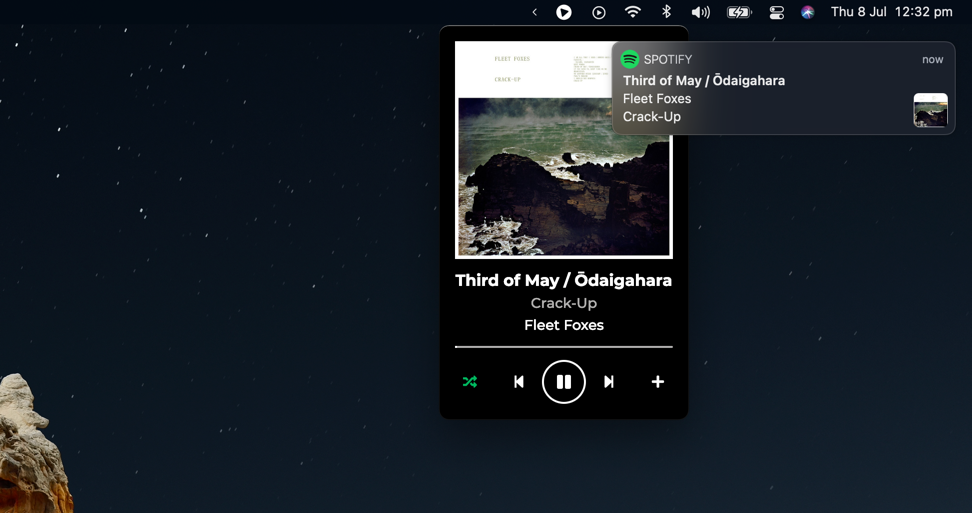 Thu 8 Jul 12:32 pm
FLEET FOXES
CRACK-UP
SPOTIFY
now
Third of May / Ōdaigahara
Fleet Foxes
Crack-Up
Third of May / Ōdaigahara
Crack-Up
Fleet Foxes